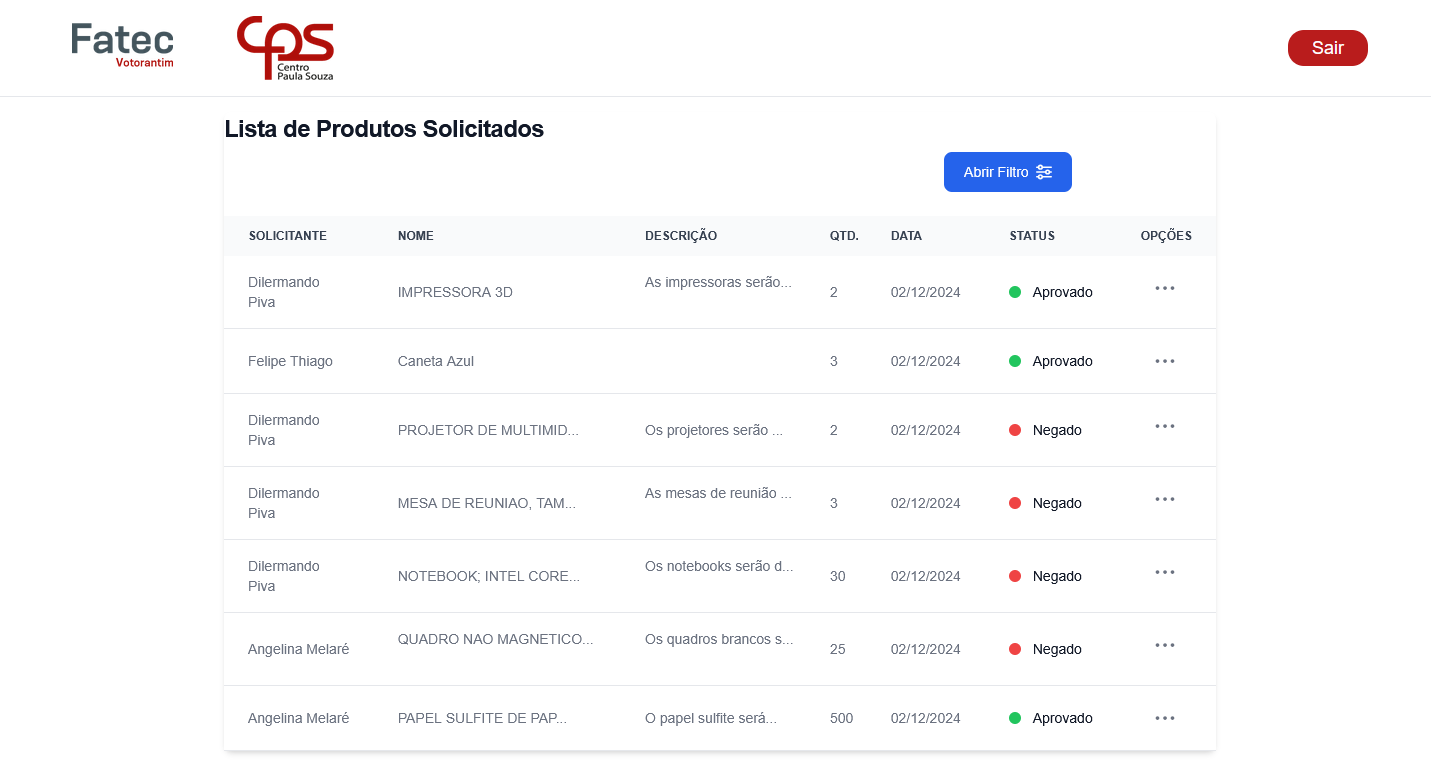 Fatec
Votorantim
CPS
Centro
Paula Souza
Sair
Lista de Produtos Solicitados
Abrir Filtro
SOLICITANTE NOME DESCRIÇÃO QTD. DATA STATUS OPÇÕES
Dilermando Piva IMPRESSORA 3D As impressoras serão... 2 02/12/2024 Aprovado ...
Felipe Thiago Caneta Azul 3 02/12/2024 Aprovado ...
Dilermando Piva PROJETOR DE MULTIMID... Os projetores serão ... 2 02/12/2024 Negado ...
Dilermando Piva MESA DE REUNIAO, TAM... As mesas de reunião ... 3 02/12/2024 Negado ...
Dilermando Piva NOTEBOOK; INTEL CORE... Os notebooks serão d... 30 02/12/2024 Negado ...
Angelina Melaré QUADRO NAO MAGNETICO... Os quadros brancos s... 25 02/12/2024 Negado ...
Angelina Melaré PAPEL SULFITE DE PAP... O papel sulfite será... 500 02/12/2024 Aprovado ...